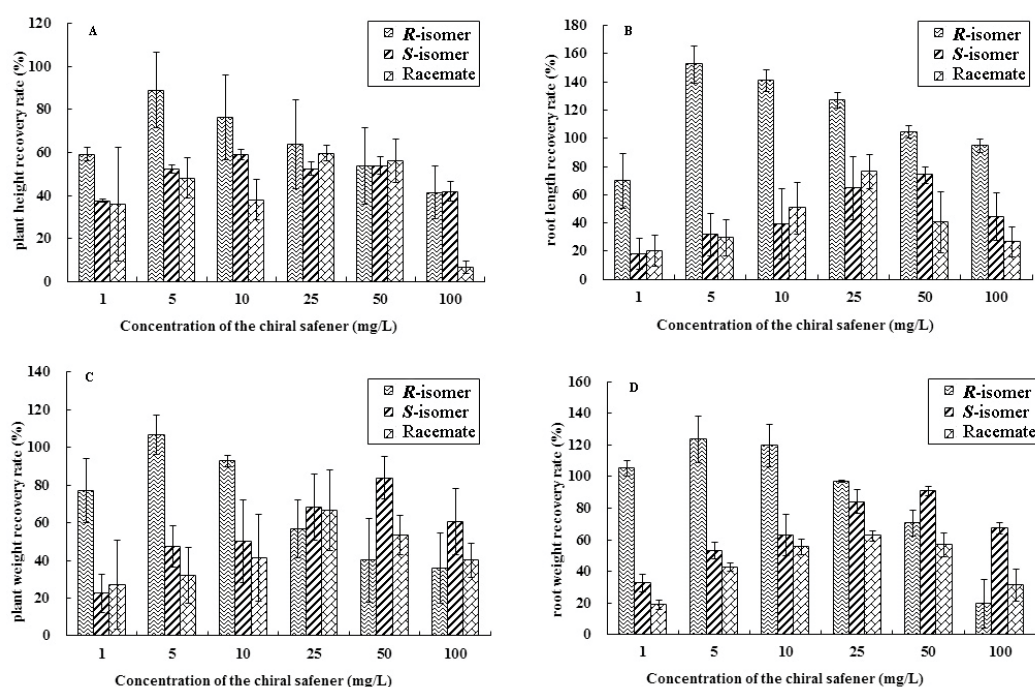 A
R-isomer
S-isomer
Racemate
plant height recovery rate (%)
120
100
80
60
40
20
0
1 5 10 25 50 100
Concentration of the chiral safener (mg/L)
B
R-isomer
S-isomer
Racemate
root length recovery rate (%)
180
160
140
120
100
80
60
40
20
0
1 5 10 25 50 100
Concentration of the chiral safener (mg/L)
C
R-isomer
S-isomer
Racemate
plant weight recovery rate (%)
140
120
100
80
60
40
20
0
1 5 10 25 50 100
Concentration of the chiral safener (mg/L)
D
R-isomer
S-isomer
Racemate
root weight recovery rate (%)
160
140
120
100
80
60
40
20
0
1 5 10 25 50 100
Concentration of the chiral safener (mg/L)